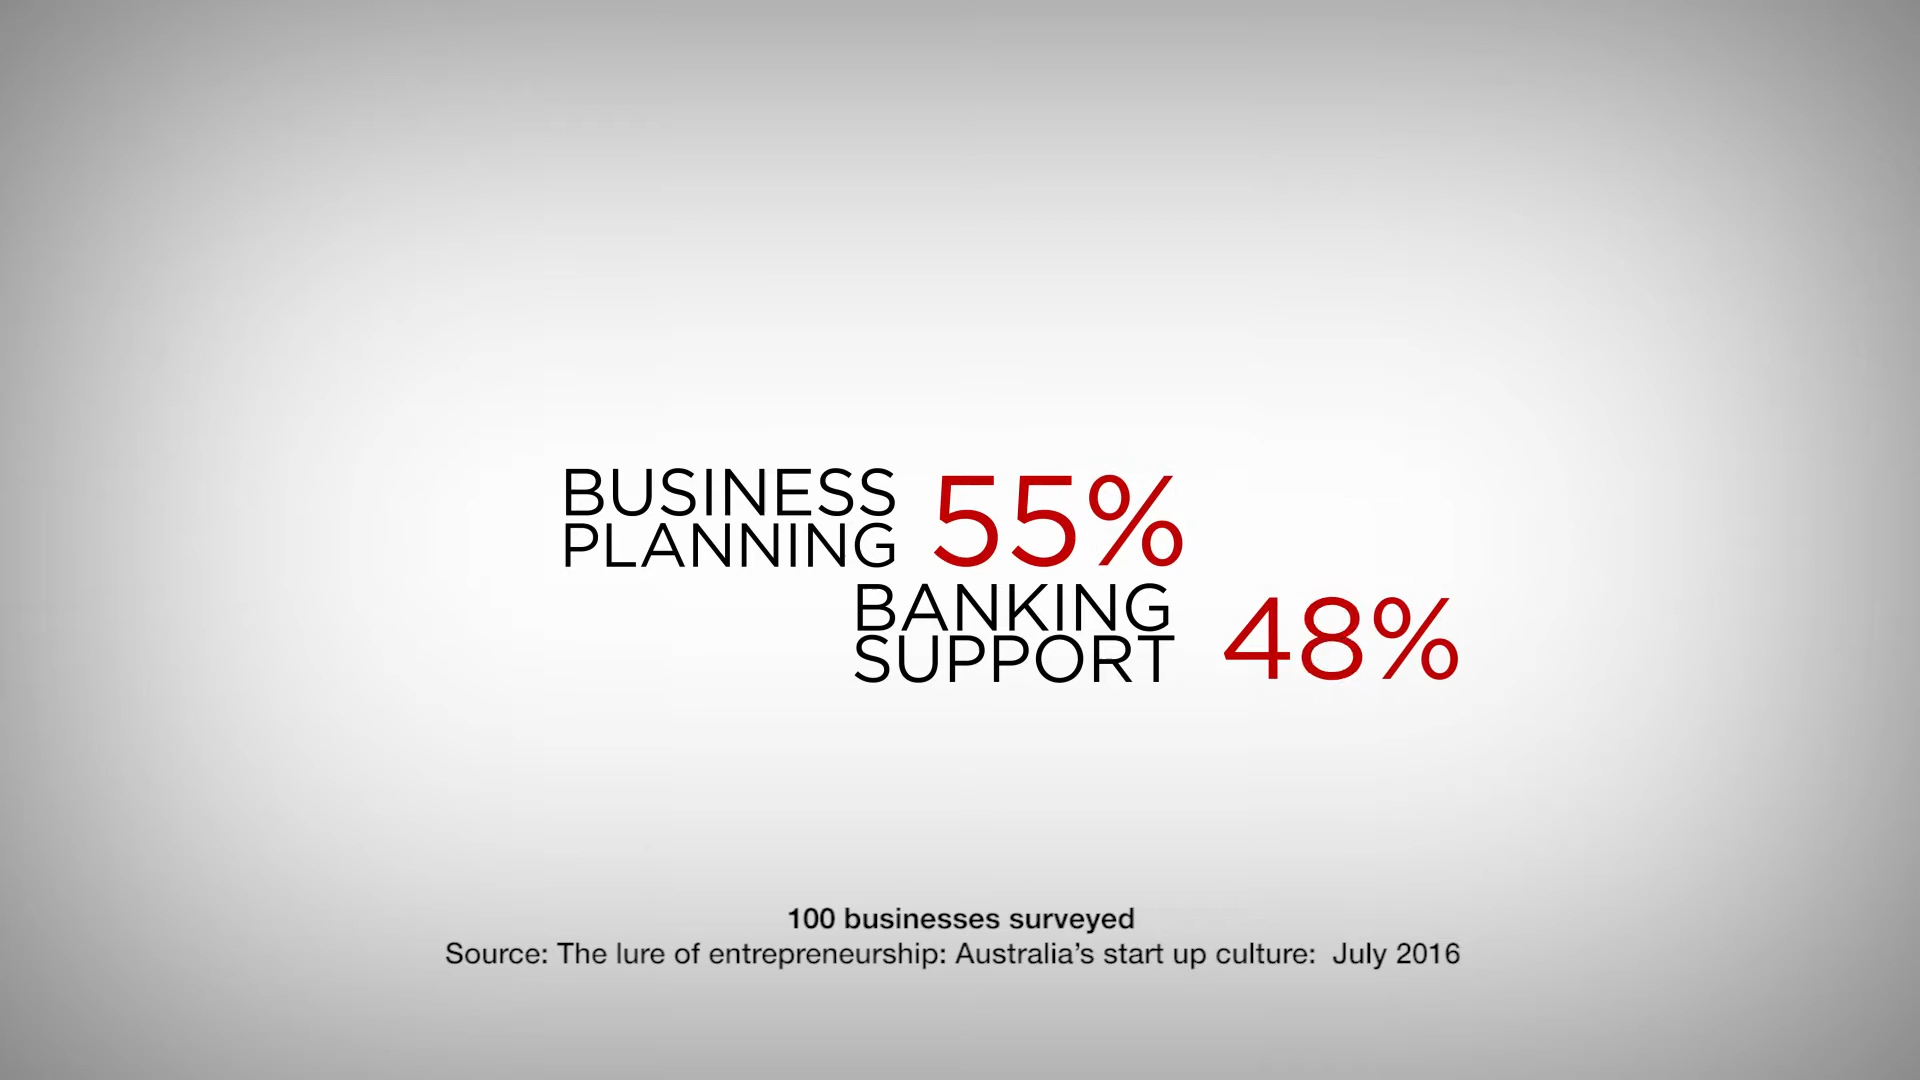 BUSINESS
PLANNING
55%
BANKING
SUPPORT
48%
100 businesses surveyed
Source: The lure of entrepreneurship: Australia’s start up culture: July 2016